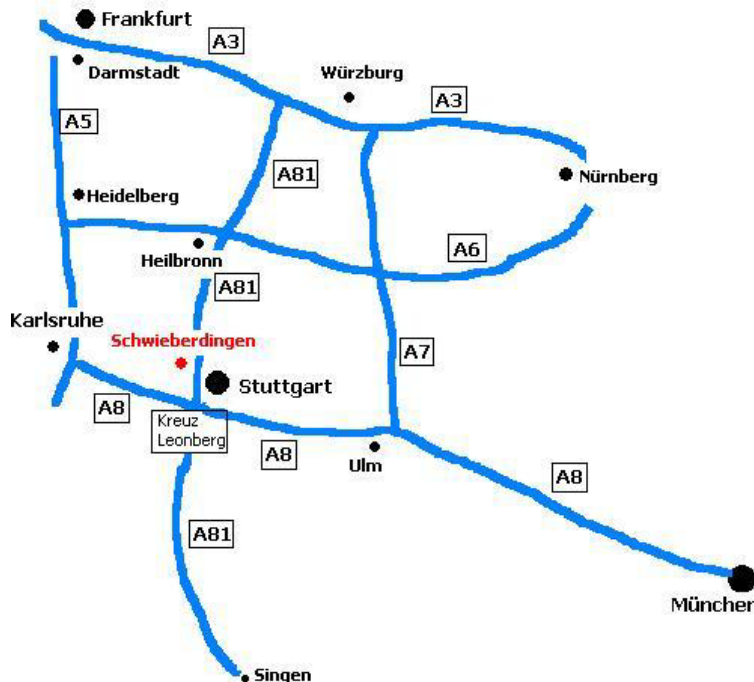 Frankfurt
A3
Darmstadt
Würzburg
A3
A5
A81
Nürnberg
Heidelberg
A6
Heilbronn
A81
Karlsruhe
Schwieberdingen
A7
Stuttgart
A8
Kreuz
Leonberg
A8
Ulm
A8
A81
München
Singen